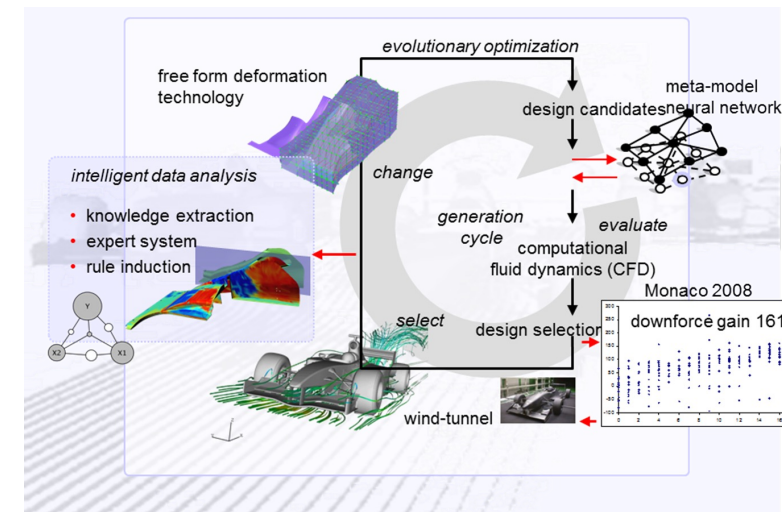 evolutionary optimization
free form deformation
technology
meta-model
neural network
design candidates
intelligent data analysis
• knowledge extraction
• expert system
• rule induction
change
generation
cycle
evaluate
computational
fluid dynamics (CFD)
Monaco 2008
select
design selection
downforce gain 161
wind-tunnel
Y
X2
X1